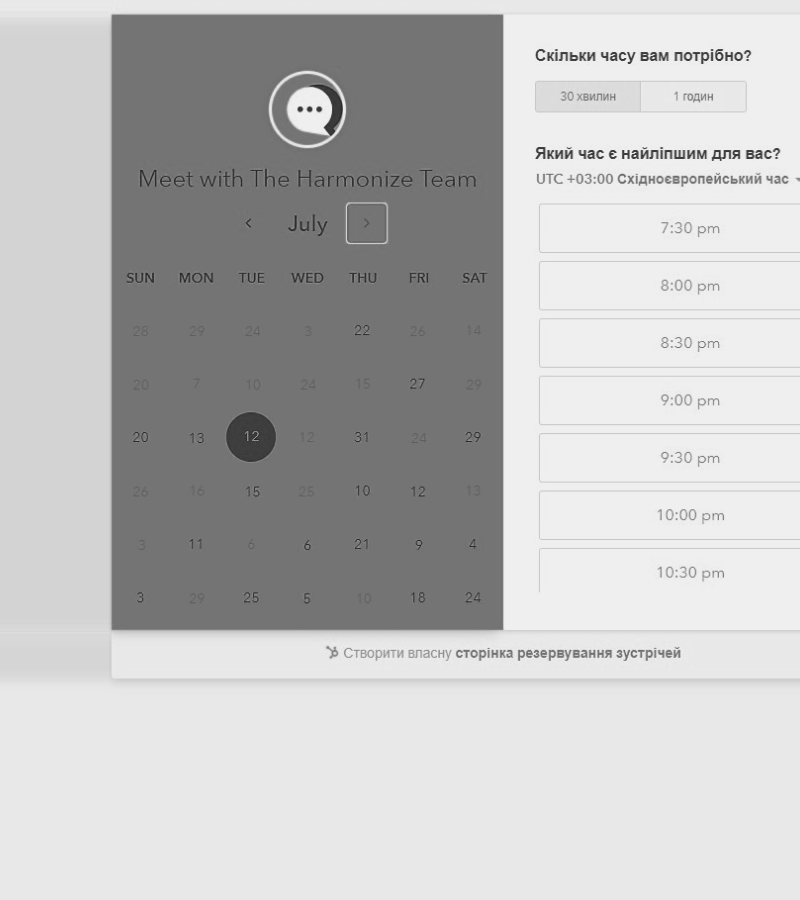 Meet with The Harmonize Team
July
SUN MON TUE WED THU FRI SAT
28 29 24 3 22 26 14
20 7 10 24 15 27 29
20 13 12 12 31 24 29
26 16 15 25 10 12 13
3 11 6 6 21 9 4
3 29 25 5 10 18 24
Скільки часу вам потрібно?
30 хвилин 1 годин
Який час є найліпшим для вас?
UTC +03:00 Східноєвропейський час
7:30 pm
8:00 pm
8:30 pm
9:00 pm
9:30 pm
10:00 pm
10:30 pm
Створити власну сторінка резервування зустрічей